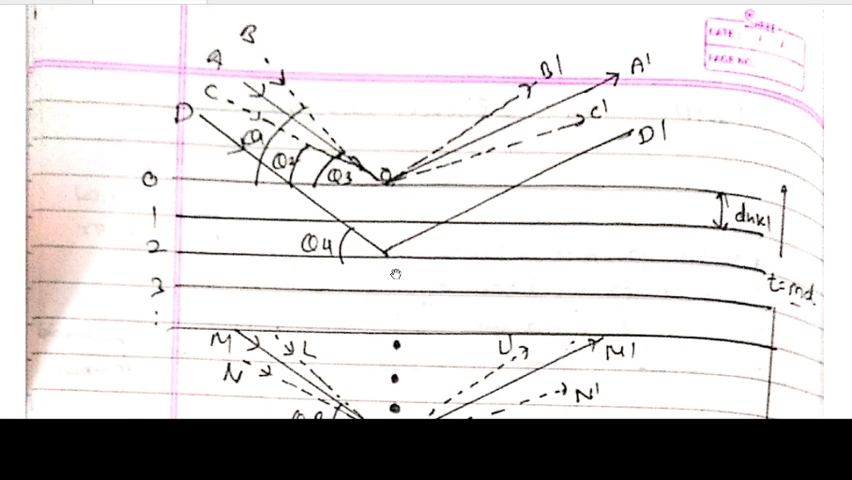 DATE: / /
PAGE NO.
B
A
C
D
B'
A'
C'
D'
θ1
θ2
θ3
θ4
O
0
1
2
3
:
dhkl
t=md
M
L
N
M'
N'